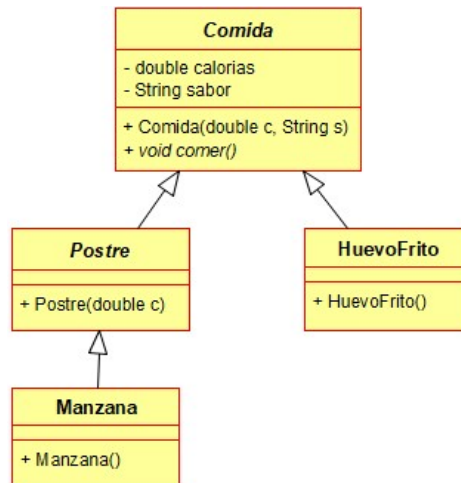 Comida
- double calorias
- String sabor
+ Comida(double c, String s)
+ void comer()
Postre
+ Postre(double c)
HuevoFrito
+ HuevoFrito()
Manzana
+ Manzana()